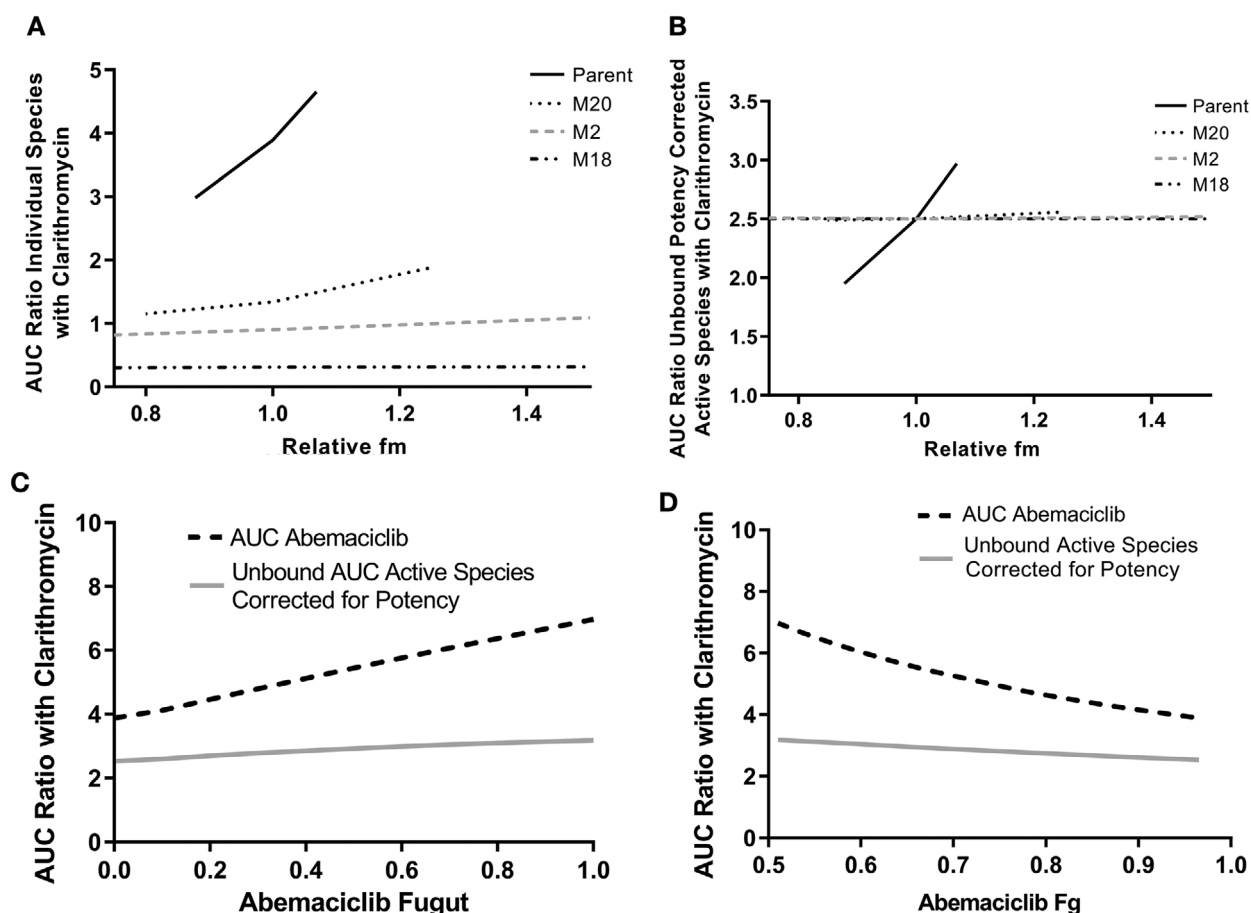 A
AUC Ratio Individual Species
with Clarithromycin
5
4
3
2
1
0
0.8 1.0 1.2 1.4
Relative fm
Parent
M20
M2
M18
B
AUC Ratio Unbound Potency Corrected
Active Species with Clarithromycin
3.5
3.0
2.5
2.0
1.5
1.0
0.8 1.0 1.2 1.4
Relative fm
Parent
M20
M2
M18
C
AUC Ratio with Clarithromycin
10
8
6
4
2
0
0.0 0.2 0.4 0.6 0.8 1.0
Abemaciclib Fugut
AUC Abemaciclib
Unbound AUC Active Species
Corrected for Potency
D
AUC Ratio with Clarithromycin
10
8
6
4
2
0
0.5 0.6 0.7 0.8 0.9 1.0
Abemaciclib Fg
AUC Abemaciclib
Unbound Active Species
Corrected for Potency